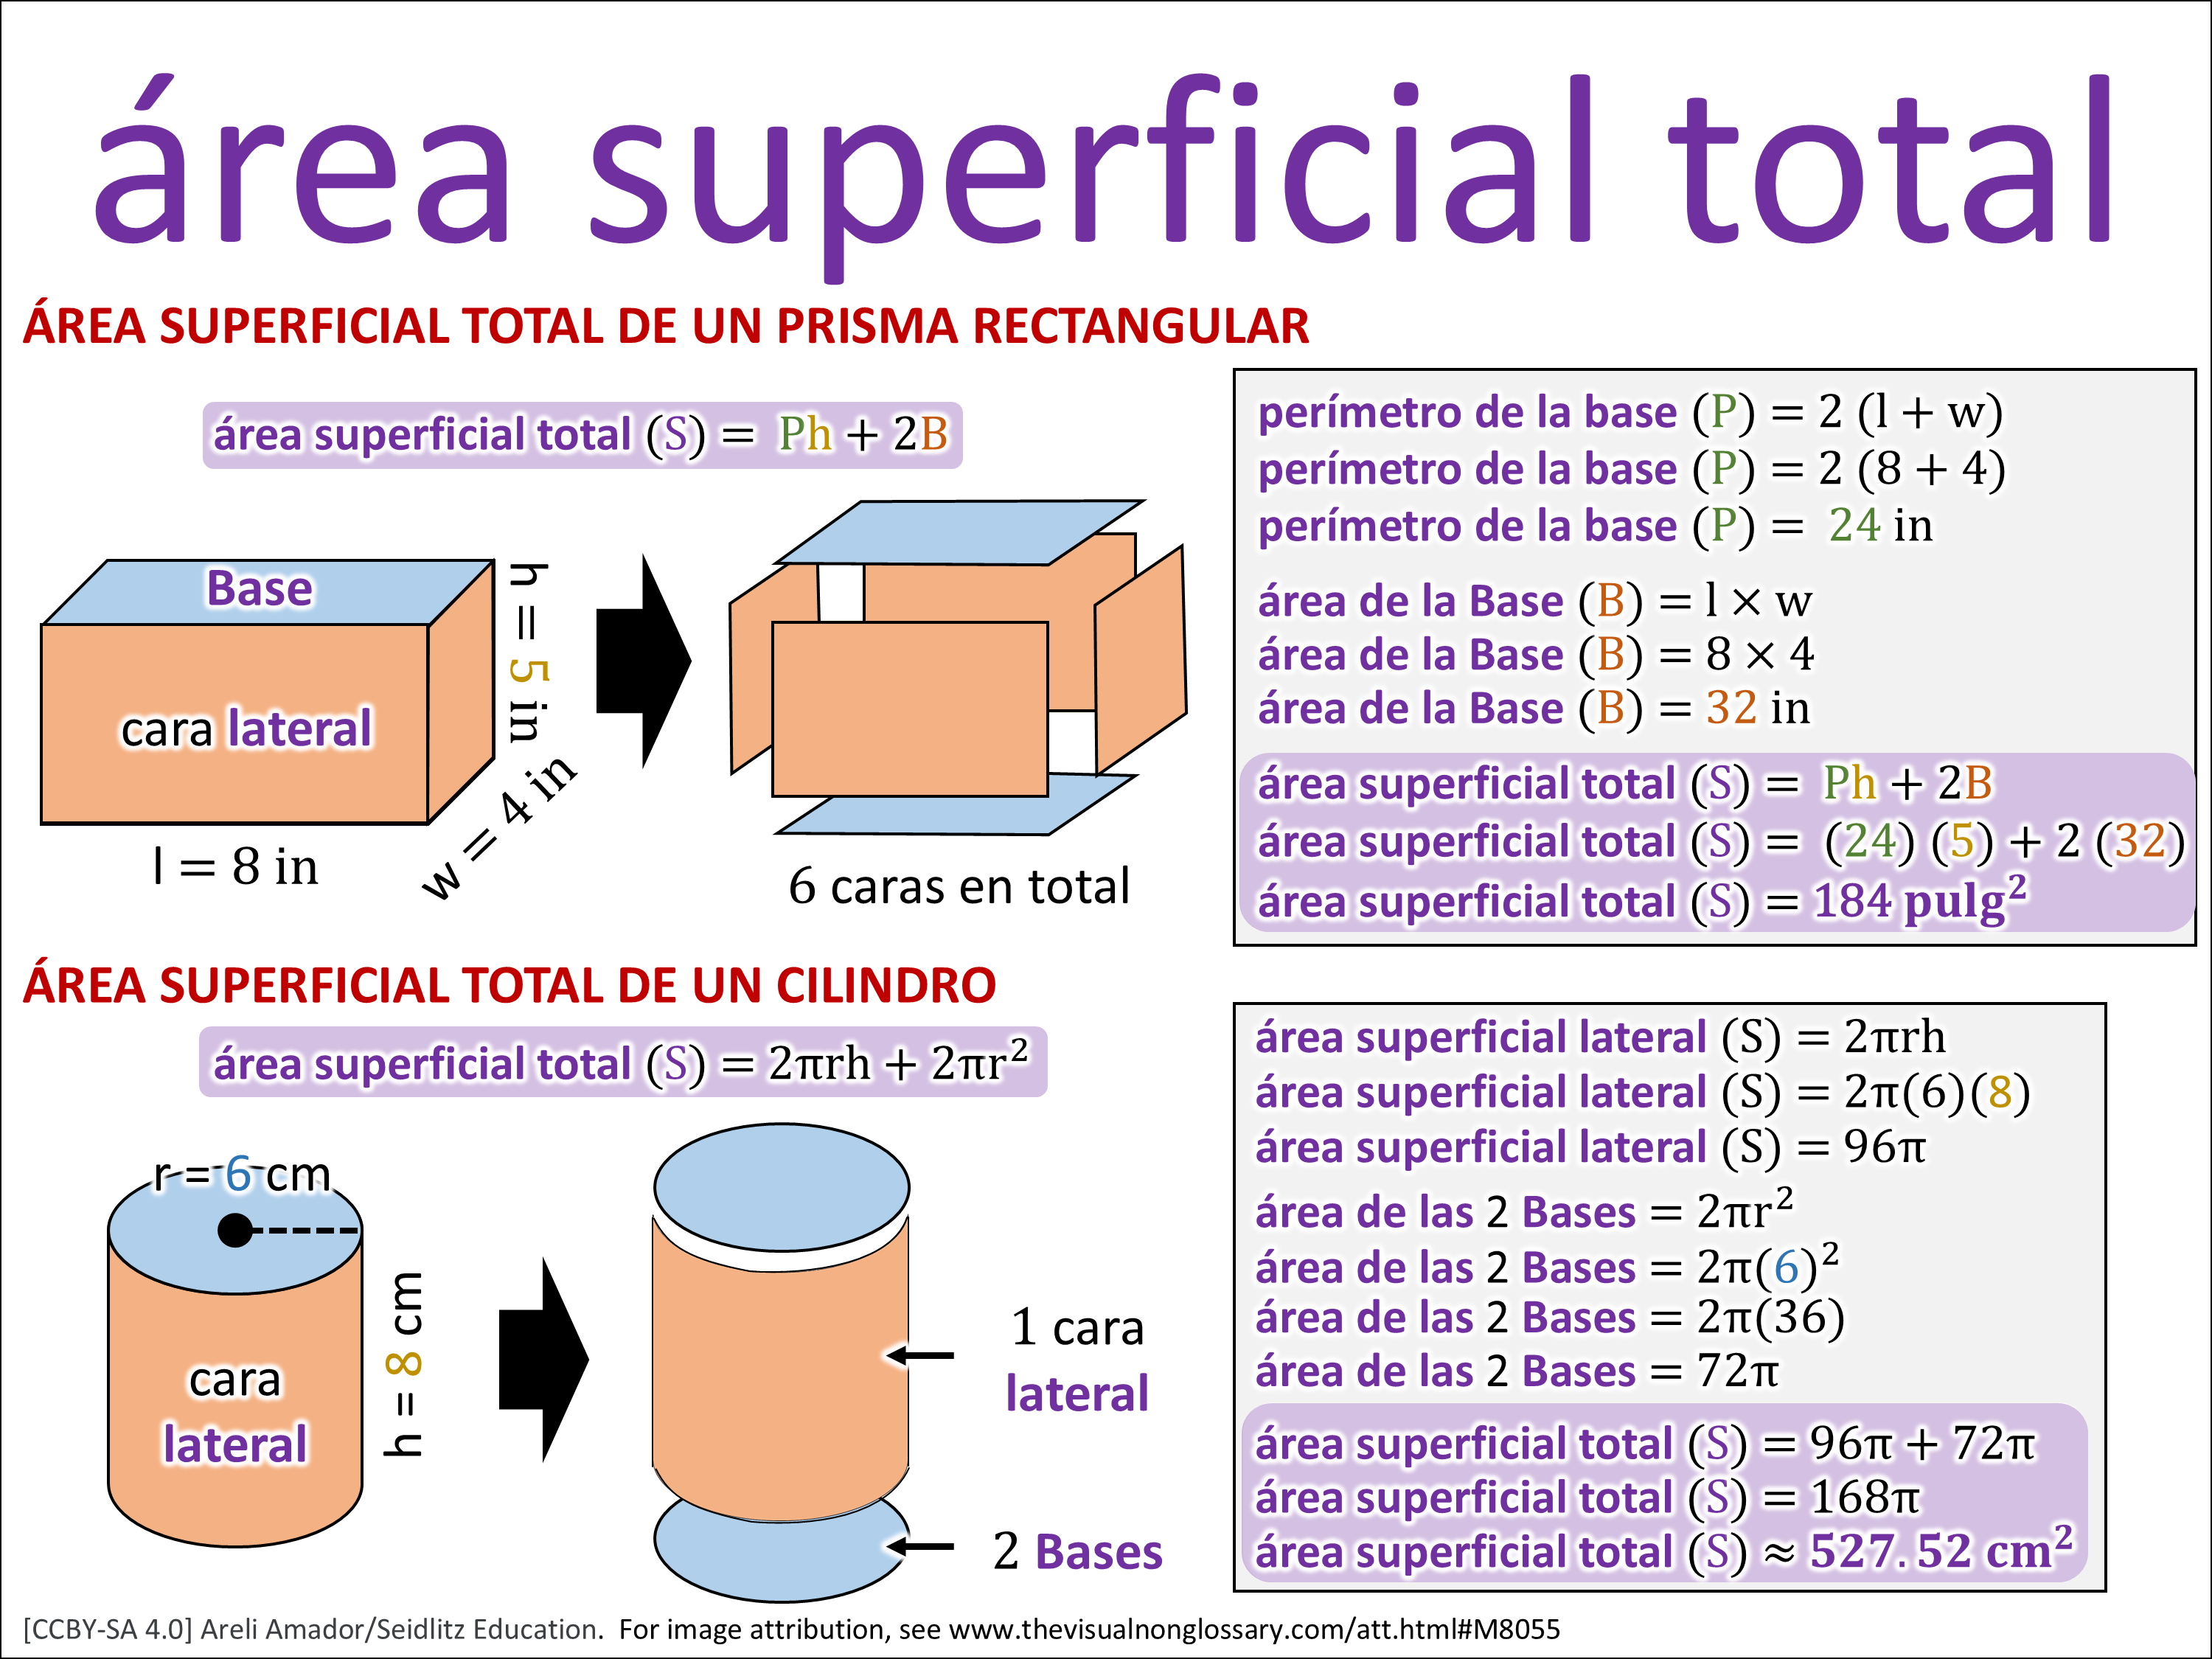 área superficial total
ÁREA SUPERFICIAL TOTAL DE UN PRISMA RECTANGULAR
área superficial total (S) = Ph + 2B
Base
cara lateral
h = 5 in
w = 4 in
l = 8 in
6 caras en total
perímetro de la base (P) = 2 (l + w)
perímetro de la base (P) = 2 (8 + 4)
perímetro de la base (P) = 24 in
área de la Base (B) = l × w
área de la Base (B) = 8 × 4
área de la Base (B) = 32 in
área superficial total (S) = Ph + 2B
área superficial total (S) = (24) (5) + 2 (32)
área superficial total (S) = 184 pulg²
ÁREA SUPERFICIAL TOTAL DE UN CILINDRO
área superficial total (S) = 2πrh + 2πr²
r = 6 cm
cara
lateral
h = 8 cm
1 cara
lateral
2 Bases
área superficial lateral (S) = 2πrh
área superficial lateral (S) = 2π(6)(8)
área superficial lateral (S) = 96π
área de las 2 Bases = 2πr²
área de las 2 Bases = 2π(6)²
área de las 2 Bases = 2π(36)
área de las 2 Bases = 72π
área superficial total (S) = 96π + 72π
área superficial total (S) = 168π
área superficial total (S) ≈ 527.52 cm²
[CCBY-SA 4.0] Areli Amador/Seidlitz Education. For image attribution, see www.thevisualnonglossary.com/att.html#M8055